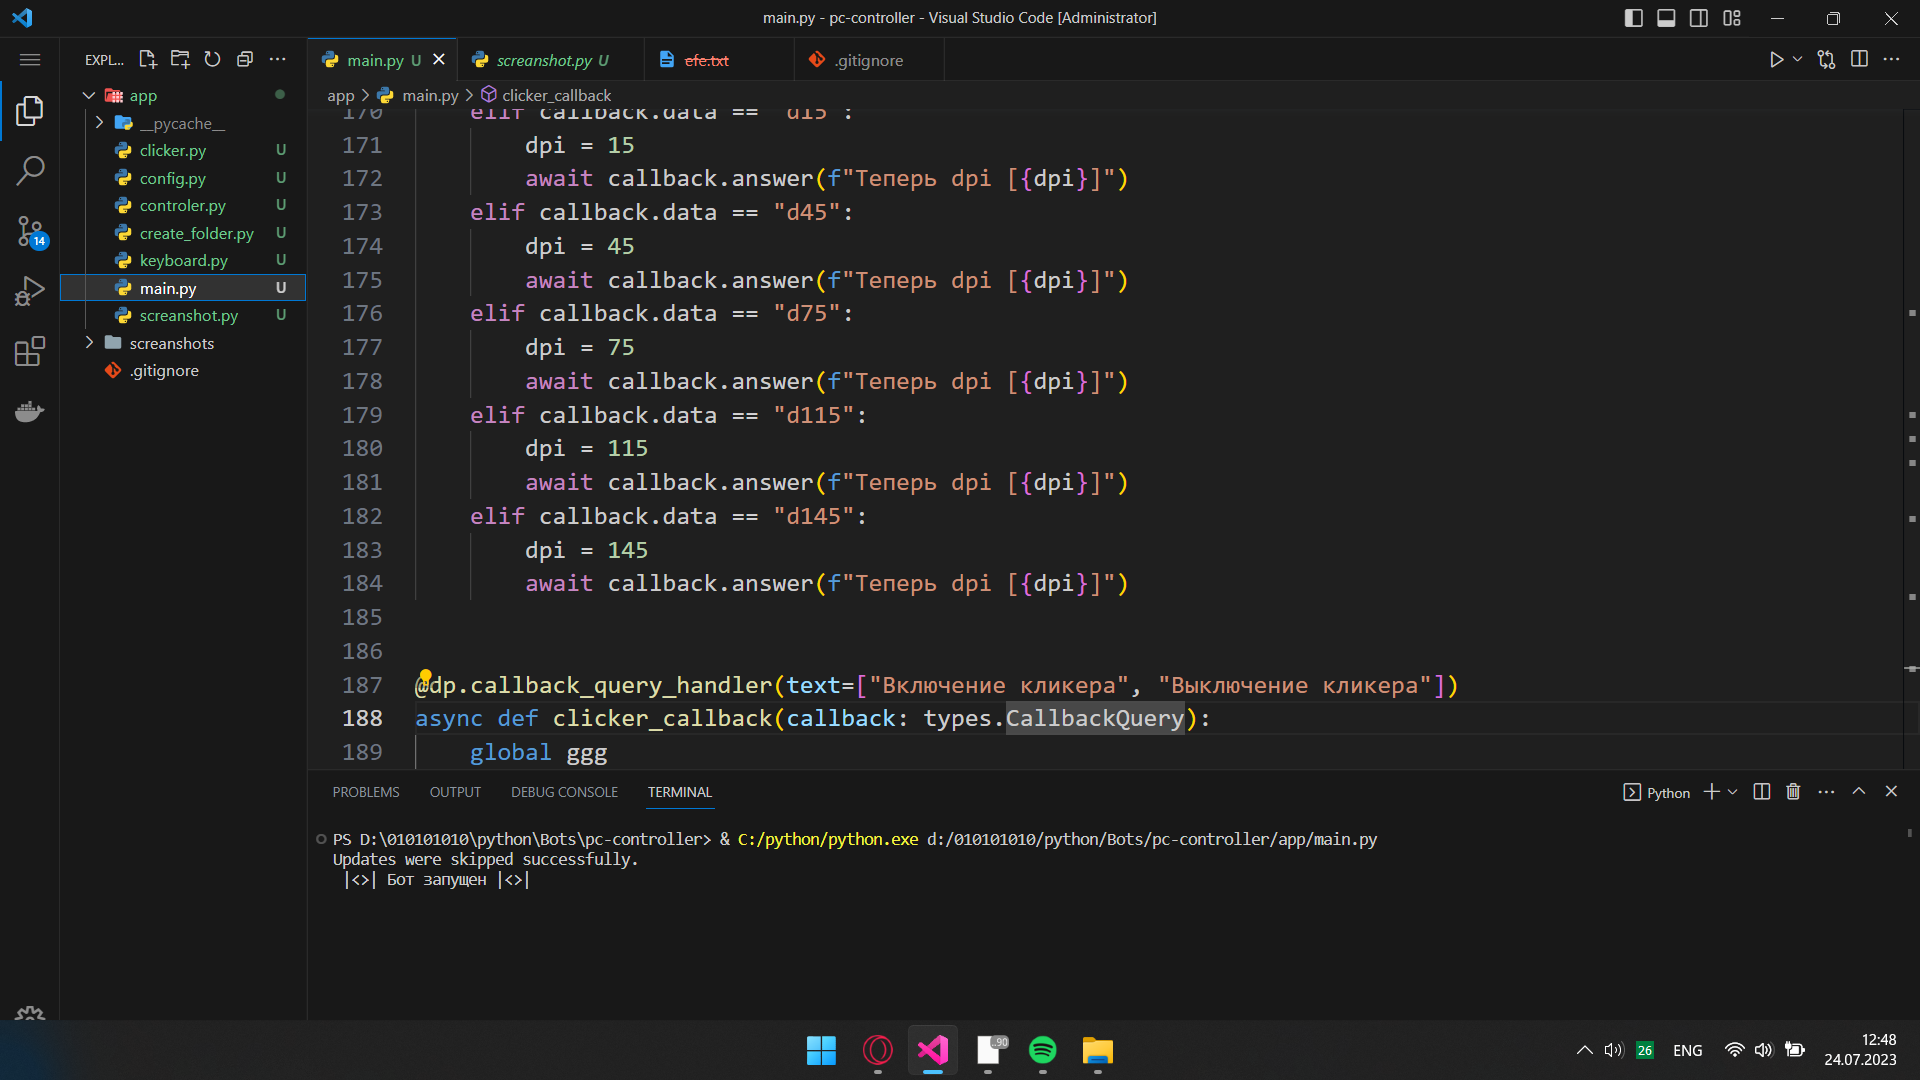 main.py - pc-controller - Visual Studio Code [Administrator]
EXPL...
main.py U
screanshot.py U
efe.txt
.gitignore
app > main.py > clicker_callback
app
__pycache__
clicker.py U
config.py U
controler.py U
create_folder.py U
keyboard.py U
main.py U
screanshot.py U
screanshots
.gitignore
14
170 elif callback.data == "d15":
171 dpi = 15
172 await callback.answer(f"Теперь dpi [{dpi}]")
173 elif callback.data == "d45":
174 dpi = 45
175 await callback.answer(f"Теперь dpi [{dpi}]")
176 elif callback.data == "d75":
177 dpi = 75
178 await callback.answer(f"Теперь dpi [{dpi}]")
179 elif callback.data == "d115":
180 dpi = 115
181 await callback.answer(f"Теперь dpi [{dpi}]")
182 elif callback.data == "d145":
183 dpi = 145
184 await callback.answer(f"Теперь dpi [{dpi}]")
185
186
187 @dp.callback_query_handler(text=["Включение кликера", "Выключение кликера"])
188 async def clicker_callback(callback: types.CallbackQuery):
189 global ggg
PROBLEMS OUTPUT DEBUG CONSOLE TERMINAL
Python
PS D:\010101010\python\Bots\pc-controller> & C:/python/python.exe d:/010101010/python/Bots/pc-controller/app/main.py
Updates were skipped successfully.
|<>| Бот запущен |<>|
..90
26
ENG
12:48
24.07.2023